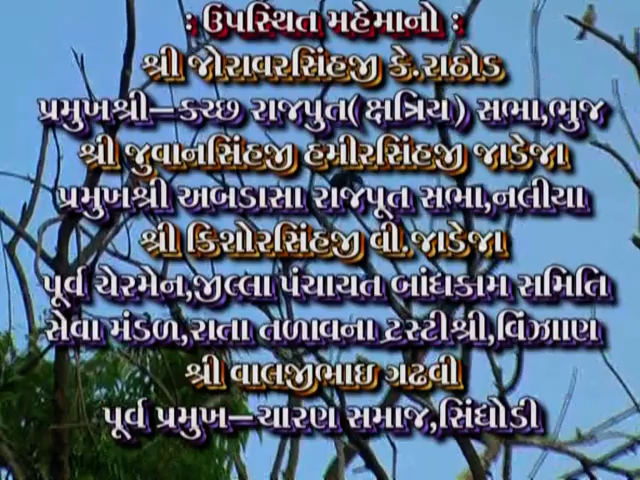 : ઉપસ્થિત મહેમાનો :
શ્રી જોરાવરસિંહજી કે.રાઠોડ
પ્રમુખશ્રી–કચ્છ રાજપુત(ક્ષત્રિય) સભા,ભુજ
શ્રી જુવાનસિંહજી હમીરસિંહજી જાડેજા
પ્રમુખશ્રી અબડાસા રાજપૂત સભા,નલીયા
શ્રી કિશોરસિંહજી વી.જાડેજા
પૂર્વ ચેરમેન,જીલ્લા પંચાયત બાંધકામ સમિતિ
સેવા મંડળ,રાતા તળાવના ટ્રસ્ટીશ્રી,વિંઝાણ
શ્રી વાલજીભાઇ ગઢવી
પૂર્વ પ્રમુખ–ચારણ સમાજ,સિંધોડી